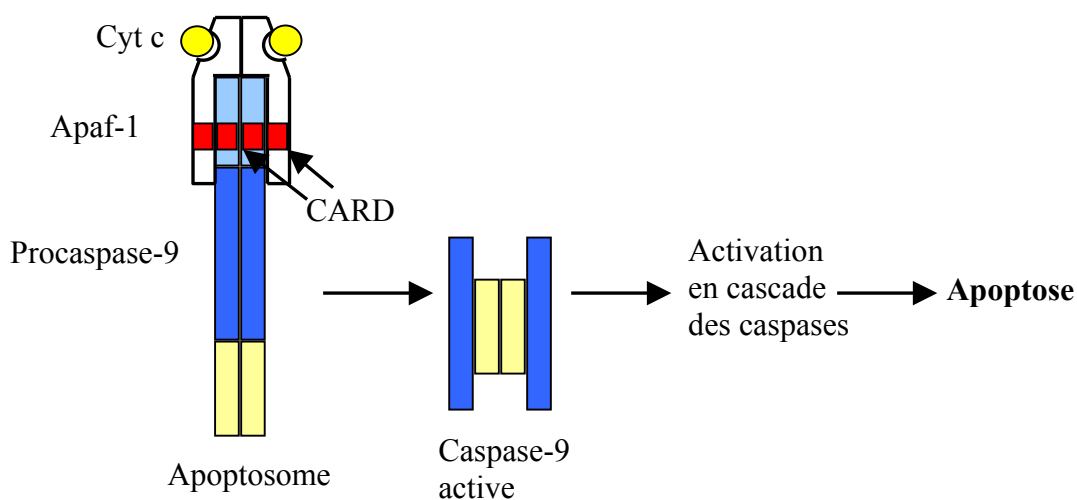 Cyt c
Apaf-1
CARD
Procaspase-9
Activation
en cascade
des caspases
Apoptose
Apoptosome
Caspase-9
active